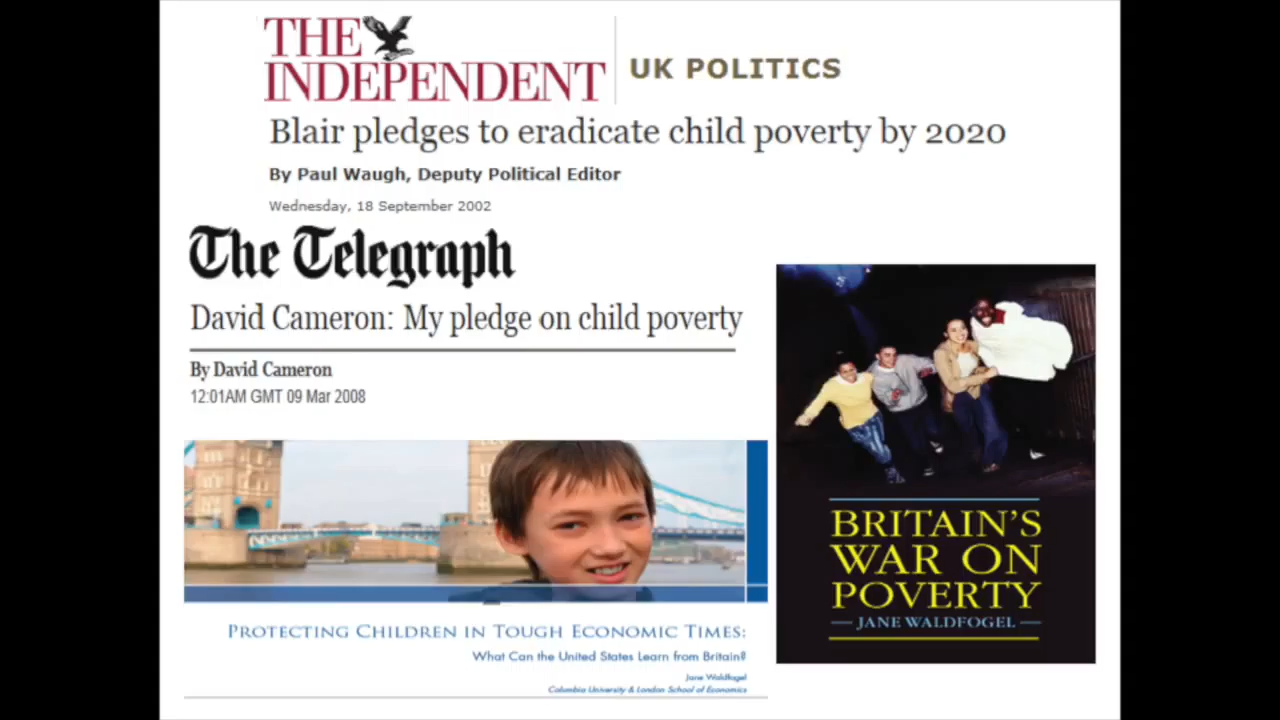 THE
INDEPENDENT
UK POLITICS
Blair pledges to eradicate child poverty by 2020
By Paul Waugh, Deputy Political Editor
Wednesday, 18 September 2002
The Telegraph
David Cameron: My pledge on child poverty
By David Cameron
12:01AM GMT 09 Mar 2008
PROTECTING CHILDREN IN TOUGH ECONOMIC TIMES:
What Can the United States Learn from Britain?
Jane Waldfogel
Columbia University & London School of Economics
BRITAIN'S
WAR ON
POVERTY
JANE WALDFOGEL